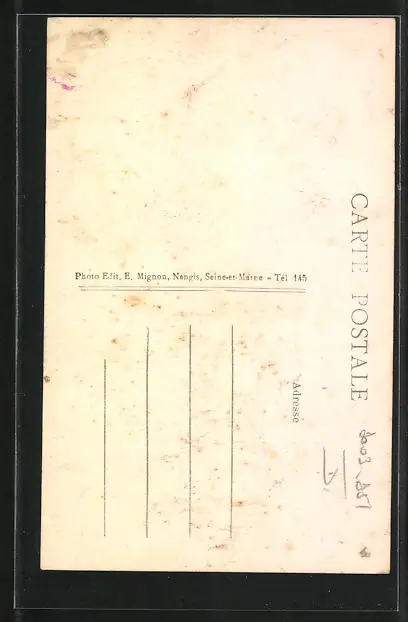 CARTE POSTALE
Photo Edit. E. Mignon, Nangis, Seine-et-Marne - Tél 145
Adresse